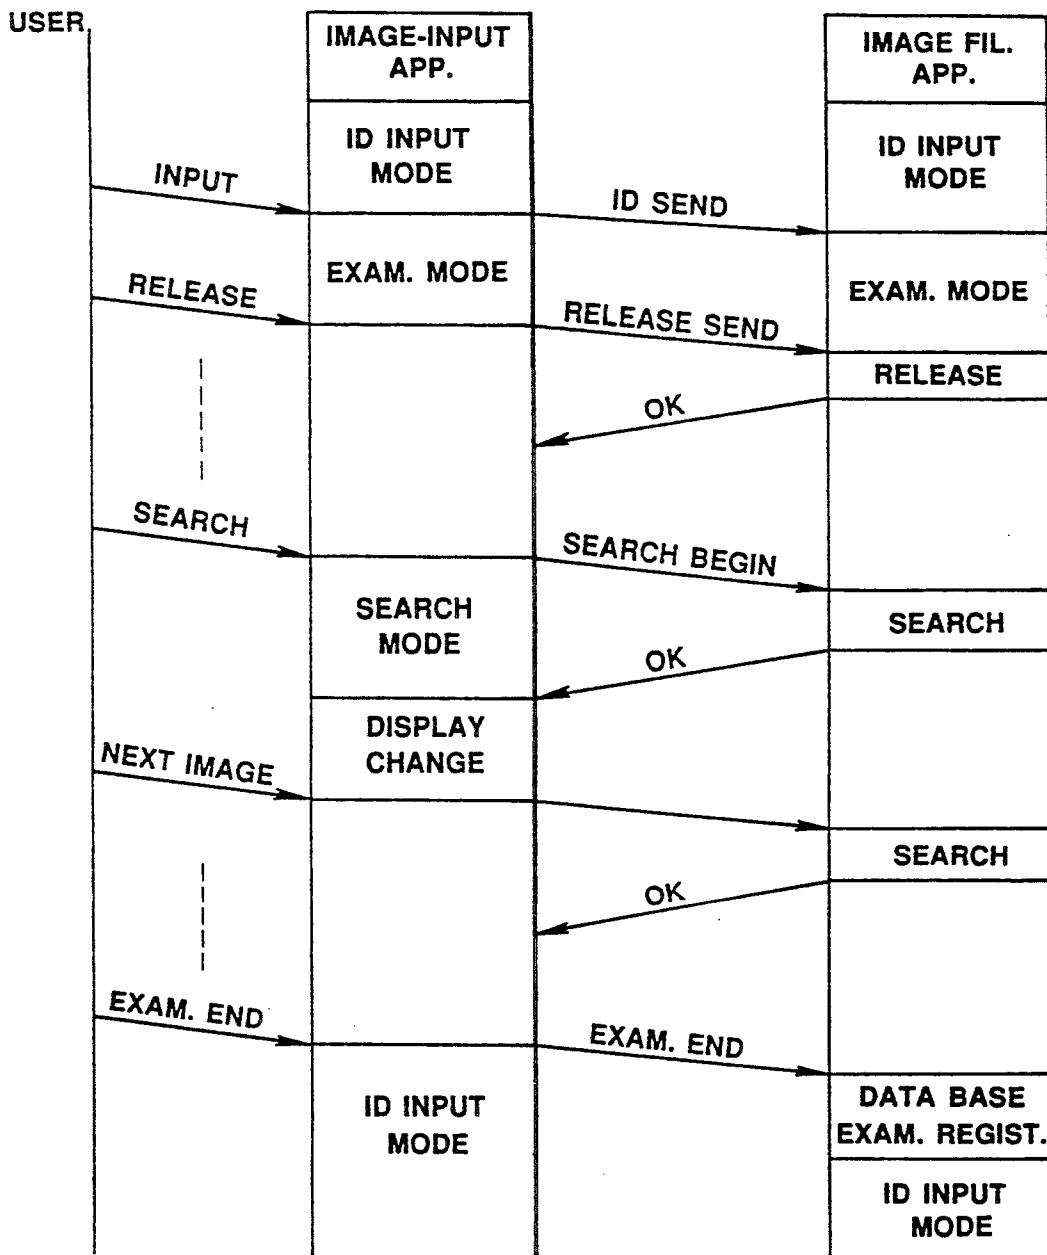 USER
IMAGE-INPUT
APP.
IMAGE FIL.
APP.
ID INPUT
MODE
ID INPUT
MODE
INPUT
ID SEND
EXAM. MODE
EXAM. MODE
RELEASE
RELEASE SEND
RELEASE
OK
SEARCH
SEARCH BEGIN
SEARCH
MODE
SEARCH
OK
DISPLAY
CHANGE
NEXT IMAGE
SEARCH
OK
EXAM. END
EXAM. END
ID INPUT
MODE
DATA BASE
EXAM. REGIST.
ID INPUT
MODE